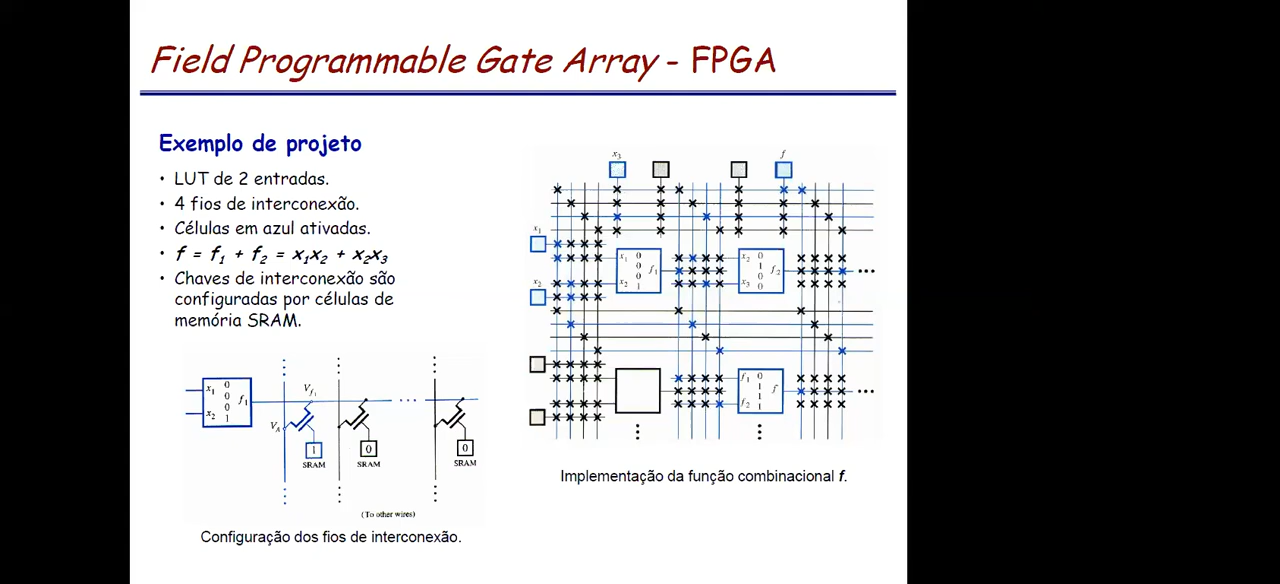 Field Programmable Gate Array - FPGA
Exemplo de projeto
• LUT de 2 entradas.
• 4 fios de interconexão.
• Células em azul ativadas.
• f = f1 + f2 = x1x2 + x2x3
• Chaves de interconexão são
configuradas por células de
memória SRAM.
x1 0 0 0 1 x2 f1
Vf1
VA
1 0 0
SRAM SRAM SRAM
(To other wires)
Configuração dos fios de interconexão.
x3 f
x1
x1 0 0 0 1 x2 f1
x2 0 1 0 0 x3 f2
x2
f1 0 1 1 1 f2 f
Implementação da função combinacional f.